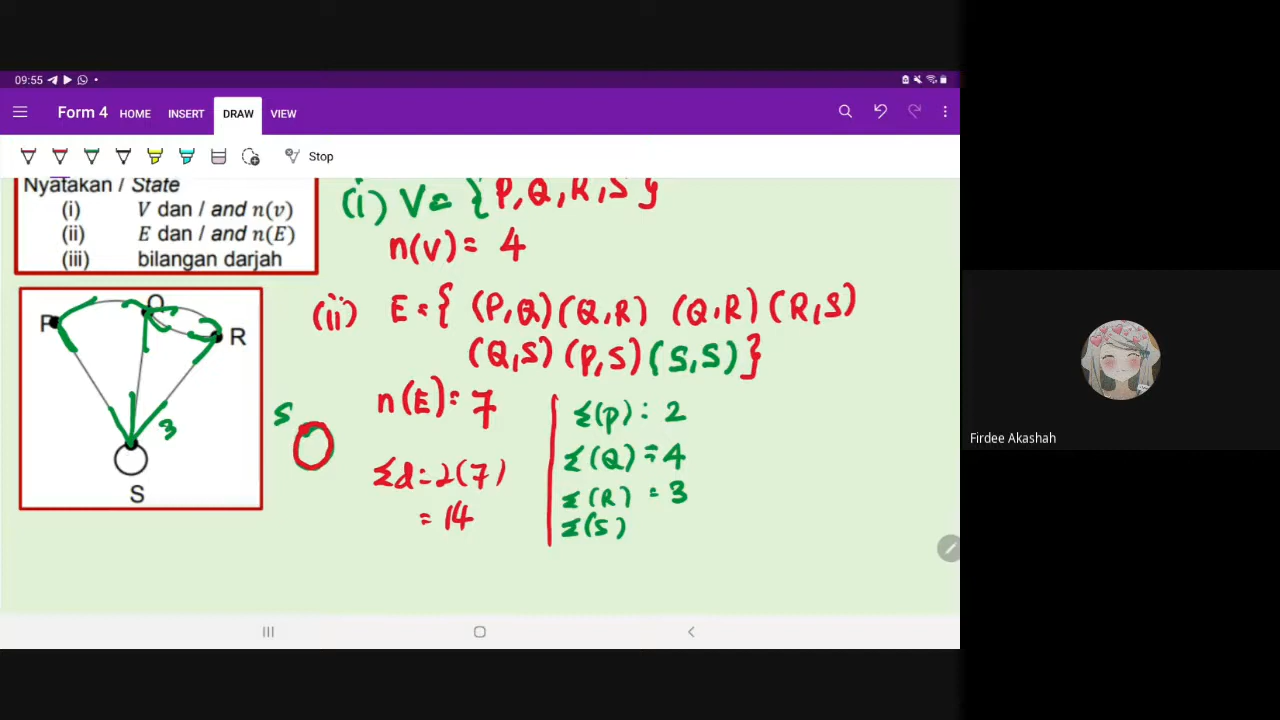 09:55
Form 4 HOME INSERT DRAW VIEW
Stop
Nyatakan / State
(i) V dan / and n(v)
(ii) E dan / and n(E)
(iii) bilangan darjah
(i) V= {P,Q,R,S}
n(v)= 4
(ii) E={ (P,Q)(Q,R) (Q,R)(R,S)
(Q,S)(P,S)(S,S)}
n(E)= 7
Σd=2(7)
= 14
Σ(p): 2
Σ(Q)=4
Σ(R) = 3
Σ(S)
P
Q
R
3
S
S
Firdee Akashah